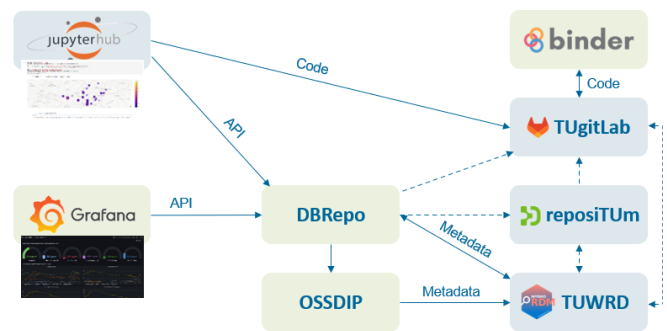 jupyterhub
binder
Code
Code
TUgitLab
API
Grafana
API
DBRepo
reposiTUm
Metadata
OSSDIP
Metadata
RDM
TUWRD